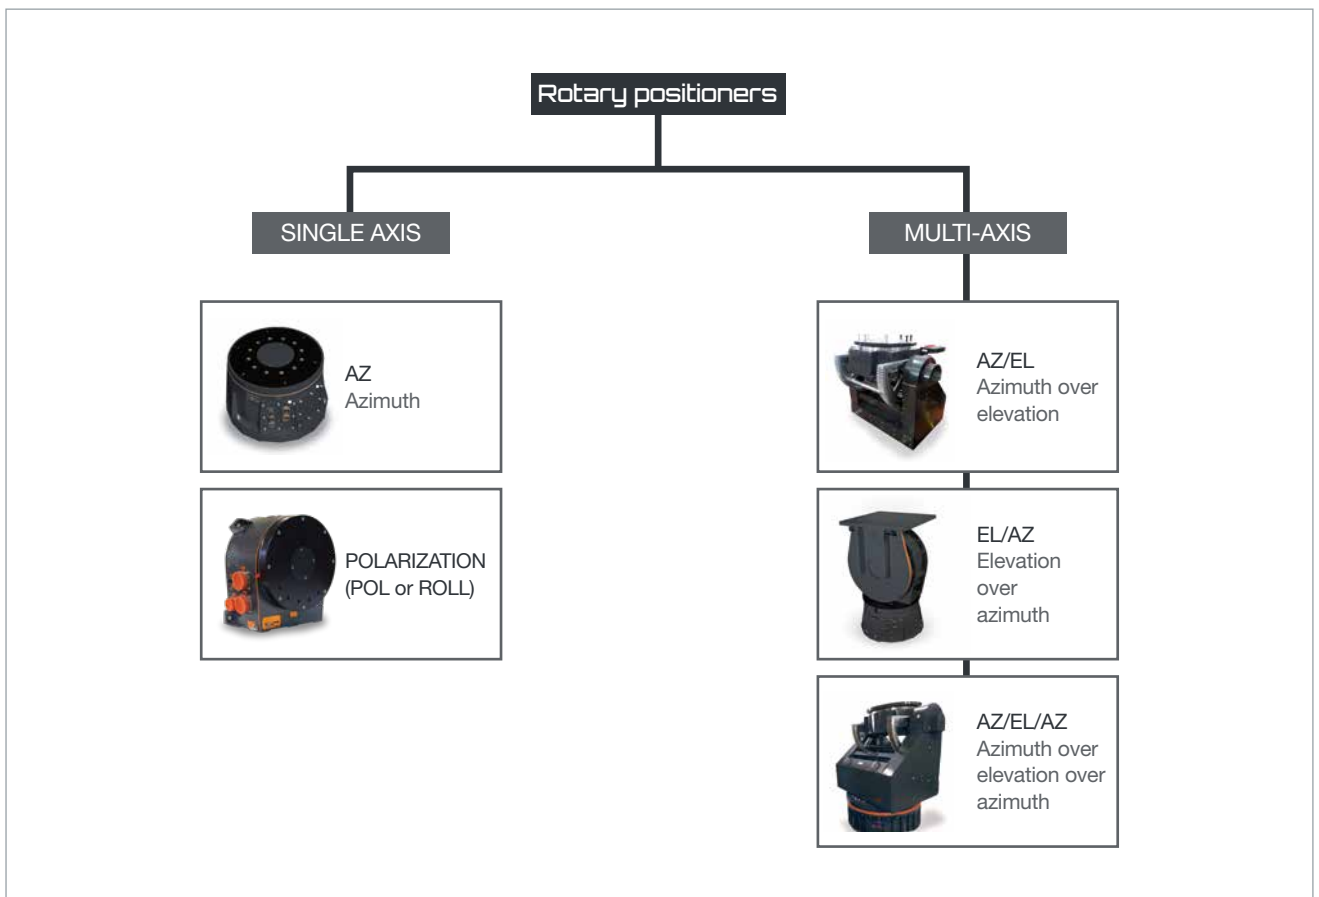 Rotary positioners
SINGLE AXIS
AZ
Azimuth
POLARIZATION
(POL or ROLL)
MULTI-AXIS
AZ/EL
Azimuth over
elevation
EL/AZ
Elevation
over
azimuth
AZ/EL/AZ
Azimuth over
elevation over
azimuth